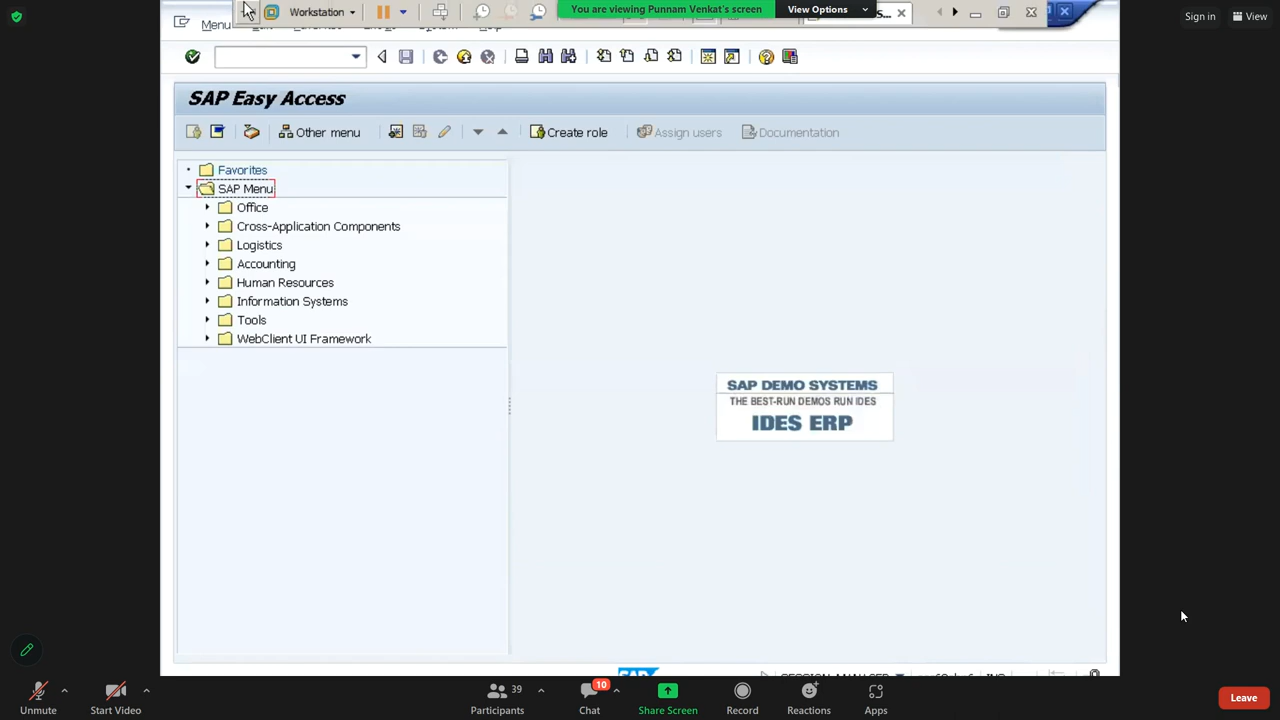 Workstation
You are viewing Punnam Venkat's screen
View Options
S...
Sign in
View
Menu
SAP Easy Access
Other menu
Create role
Assign users
Documentation
Favorites
SAP Menu
Office
Cross-Application Components
Logistics
Accounting
Human Resources
Information Systems
Tools
WebClient UI Framework
SAP DEMO SYSTEMS
THE BEST-RUN DEMOS RUN IDES
IDES ERP
SAP
SESSION_MANAGER
INS
39
10
Unmute
Start Video
Participants
Chat
Share Screen
Record
Reactions
Apps
Leave